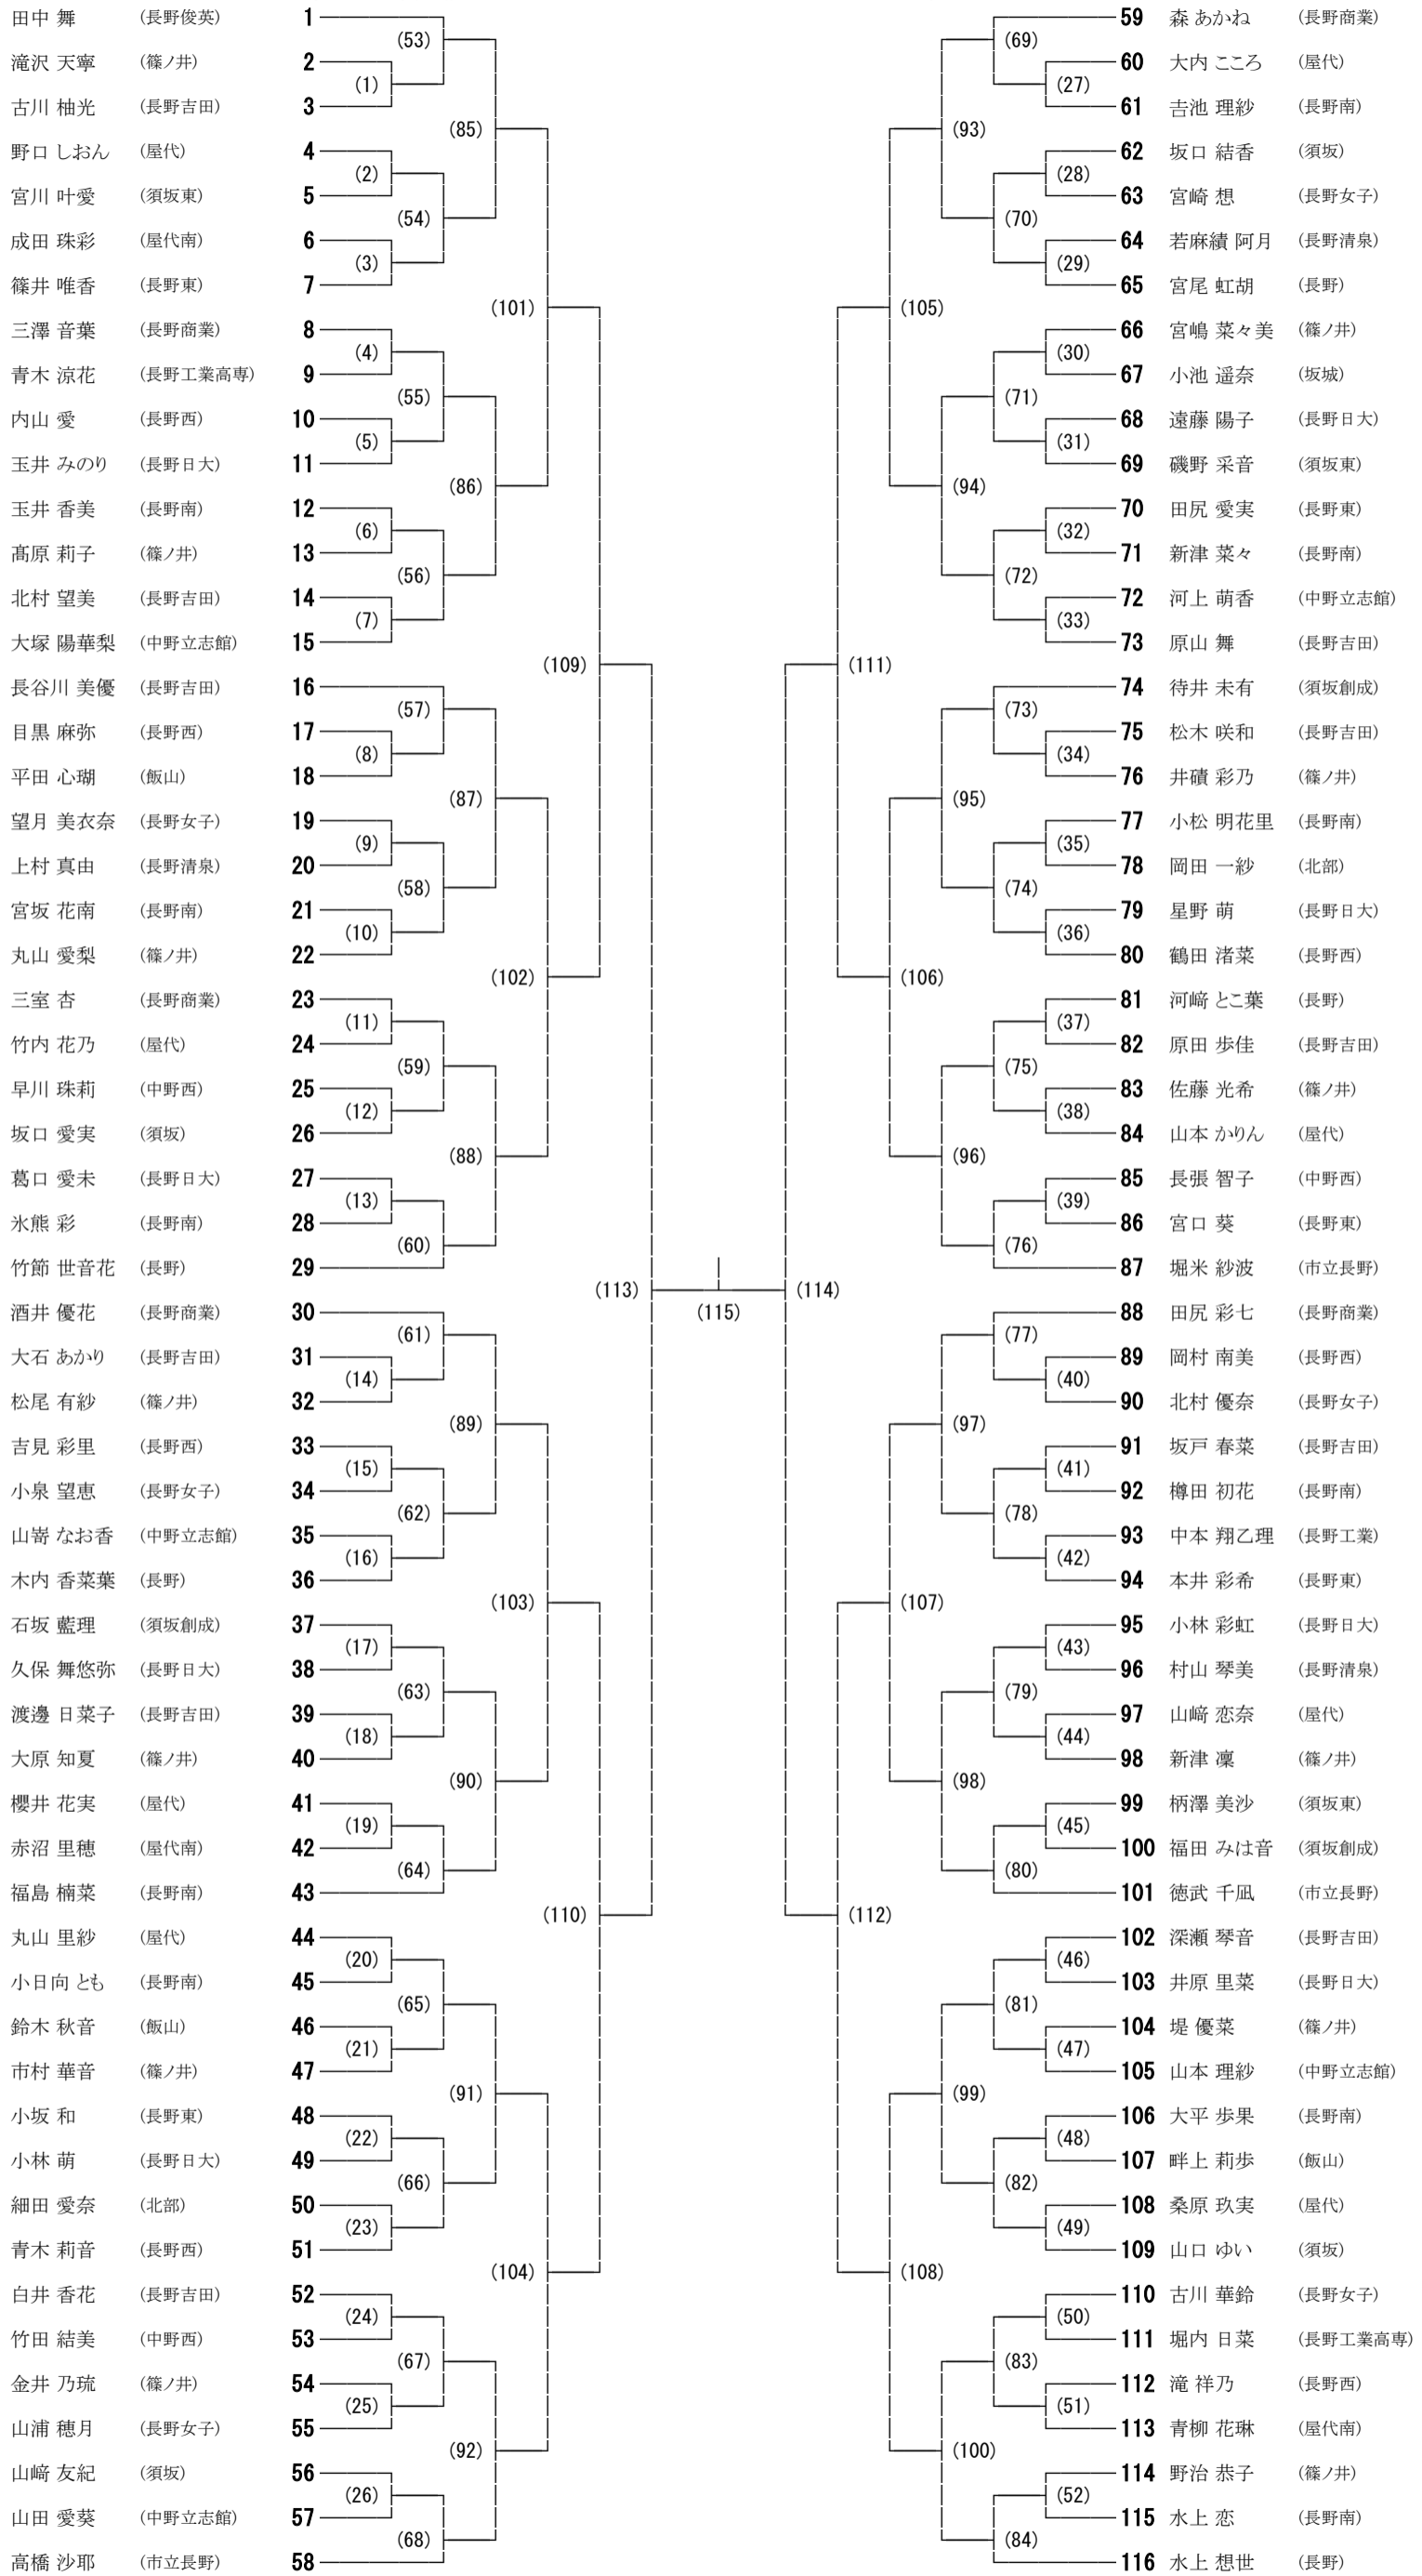 田中 舞 (長野俊英) 1
(53)
滝沢 天寧 (篠ノ井) 2
(1)
古川 柚光 (長野吉田) 3
(85)
野口 しおん (屋代) 4
(2)
宮川 叶愛 (須坂東) 5
(54)
成田 珠彩 (屋代南) 6
(3)
篠井 唯香 (長野東) 7
(101)
三澤 音葉 (長野商業) 8
(4)
青木 涼花 (長野工業高専) 9
(55)
内山 愛 (長野西) 10
(5)
玉井 みのり (長野日大) 11
(86)
玉井 香美 (長野南) 12
(6)
髙原 莉子 (篠ノ井) 13
(56)
北村 望美 (長野吉田) 14
(7)
大塚 陽華梨 (中野立志館) 15
(109)
長谷川 美優 (長野吉田) 16
(57)
目黒 麻弥 (長野西) 17
(8)
平田 心瑚 (飯山) 18
(87)
望月 美衣奈 (長野女子) 19
(9)
上村 真由 (長野清泉) 20
(58)
宮坂 花南 (長野南) 21
(10)
丸山 愛梨 (篠ノ井) 22
(102)
三室 杏 (長野商業) 23
(11)
竹内 花乃 (屋代) 24
(59)
早川 珠莉 (中野西) 25
(12)
坂口 愛実 (須坂) 26
(88)
葛口 愛未 (長野日大) 27
(13)
氷熊 彩 (長野南) 28
(60)
竹節 世音花 (長野) 29
(113)
酒井 優花 (長野商業) 30
(61)
大石 あかり (長野吉田) 31
(14)
松尾 有紗 (篠ノ井) 32
(89)
吉見 彩里 (長野西) 33
(15)
小泉 望恵 (長野女子) 34
(62)
山嵜 なお香 (中野立志館) 35
(16)
木内 香菜葉 (長野) 36
(103)
石坂 藍理 (須坂創成) 37
(17)
久保 舞悠弥 (長野日大) 38
(63)
渡邊 日菜子 (長野吉田) 39
(18)
大原 知夏 (篠ノ井) 40
(90)
櫻井 花実 (屋代) 41
(19)
赤沼 里穂 (屋代南) 42
(64)
福島 楠菜 (長野南) 43
(110)
丸山 里紗 (屋代) 44
(20)
小日向 とも (長野南) 45
(65)
鈴木 秋音 (飯山) 46
(21)
市村 華音 (篠ノ井) 47
(91)
小坂 和 (長野東) 48
(22)
小林 萌 (長野日大) 49
(66)
細田 愛奈 (北部) 50
(23)
青木 莉音 (長野西) 51
(104)
白井 香花 (長野吉田) 52
(24)
竹田 結美 (中野西) 53
(67)
金井 乃琉 (篠ノ井) 54
(25)
山浦 穂月 (長野女子) 55
(92)
山﨑 友紀 (須坂) 56
(26)
山田 愛葵 (中野立志館) 57
(68)
高橋 沙耶 (市立長野) 58
(115)
59 森 あかね (長野商業)
(69)
60 大内 こころ (屋代)
(27)
61 吉池 理紗 (長野南)
(93)
62 坂口 結香 (須坂)
(28)
63 宮崎 想 (長野女子)
(70)
64 若麻績 阿月 (長野清泉)
(29)
65 宮尾 虹胡 (長野)
(105)
66 宮嶋 菜々美 (篠ノ井)
(30)
67 小池 遥奈 (坂城)
(71)
68 遠藤 陽子 (長野日大)
(31)
69 磯野 采音 (須坂東)
(94)
70 田尻 愛実 (長野東)
(32)
71 新津 菜々 (長野南)
(72)
72 河上 萌香 (中野立志館)
(33)
73 原山 舞 (長野吉田)
(111)
74 待井 未有 (須坂創成)
(73)
75 松木 咲和 (長野吉田)
(34)
76 井磧 彩乃 (篠ノ井)
(95)
77 小松 明花里 (長野南)
(35)
78 岡田 一紗 (北部)
(74)
79 星野 萌 (長野日大)
(36)
80 鶴田 渚菜 (長野西)
(106)
81 河﨑 とこ葉 (長野)
(37)
82 原田 歩佳 (長野吉田)
(75)
83 佐藤 光希 (篠ノ井)
(38)
84 山本 かりん (屋代)
(96)
85 長張 智子 (中野西)
(39)
86 宮口 葵 (長野東)
(76)
87 堀米 紗波 (市立長野)
(114)
88 田尻 彩七 (長野商業)
(77)
89 岡村 南美 (長野西)
(40)
90 北村 優奈 (長野女子)
(97)
91 坂戸 春菜 (長野吉田)
(41)
92 樽田 初花 (長野南)
(78)
93 中本 翔乙理 (長野工業)
(42)
94 本井 彩希 (長野東)
(107)
95 小林 彩虹 (長野日大)
(43)
96 村山 琴美 (長野清泉)
(79)
97 山﨑 恋奈 (屋代)
(44)
98 新津 凜 (篠ノ井)
(98)
99 柄澤 美沙 (須坂東)
(45)
100 福田 みは音 (須坂創成)
(80)
101 徳武 千凪 (市立長野)
(112)
102 深瀬 琴音 (長野吉田)
(46)
103 井原 里菜 (長野日大)
(81)
104 堤 優菜 (篠ノ井)
(47)
105 山本 理紗 (中野立志館)
(99)
106 大平 歩果 (長野南)
(48)
107 畔上 莉歩 (飯山)
(82)
108 桑原 玖実 (屋代)
(49)
109 山口 ゆい (須坂)
(108)
110 古川 華鈴 (長野女子)
(50)
111 堀内 日菜 (長野工業高専)
(83)
112 滝 祥乃 (長野西)
(51)
113 青柳 花琳 (屋代南)
(100)
114 野治 恭子 (篠ノ井)
(52)
115 水上 恋 (長野南)
(84)
116 水上 想世 (長野)